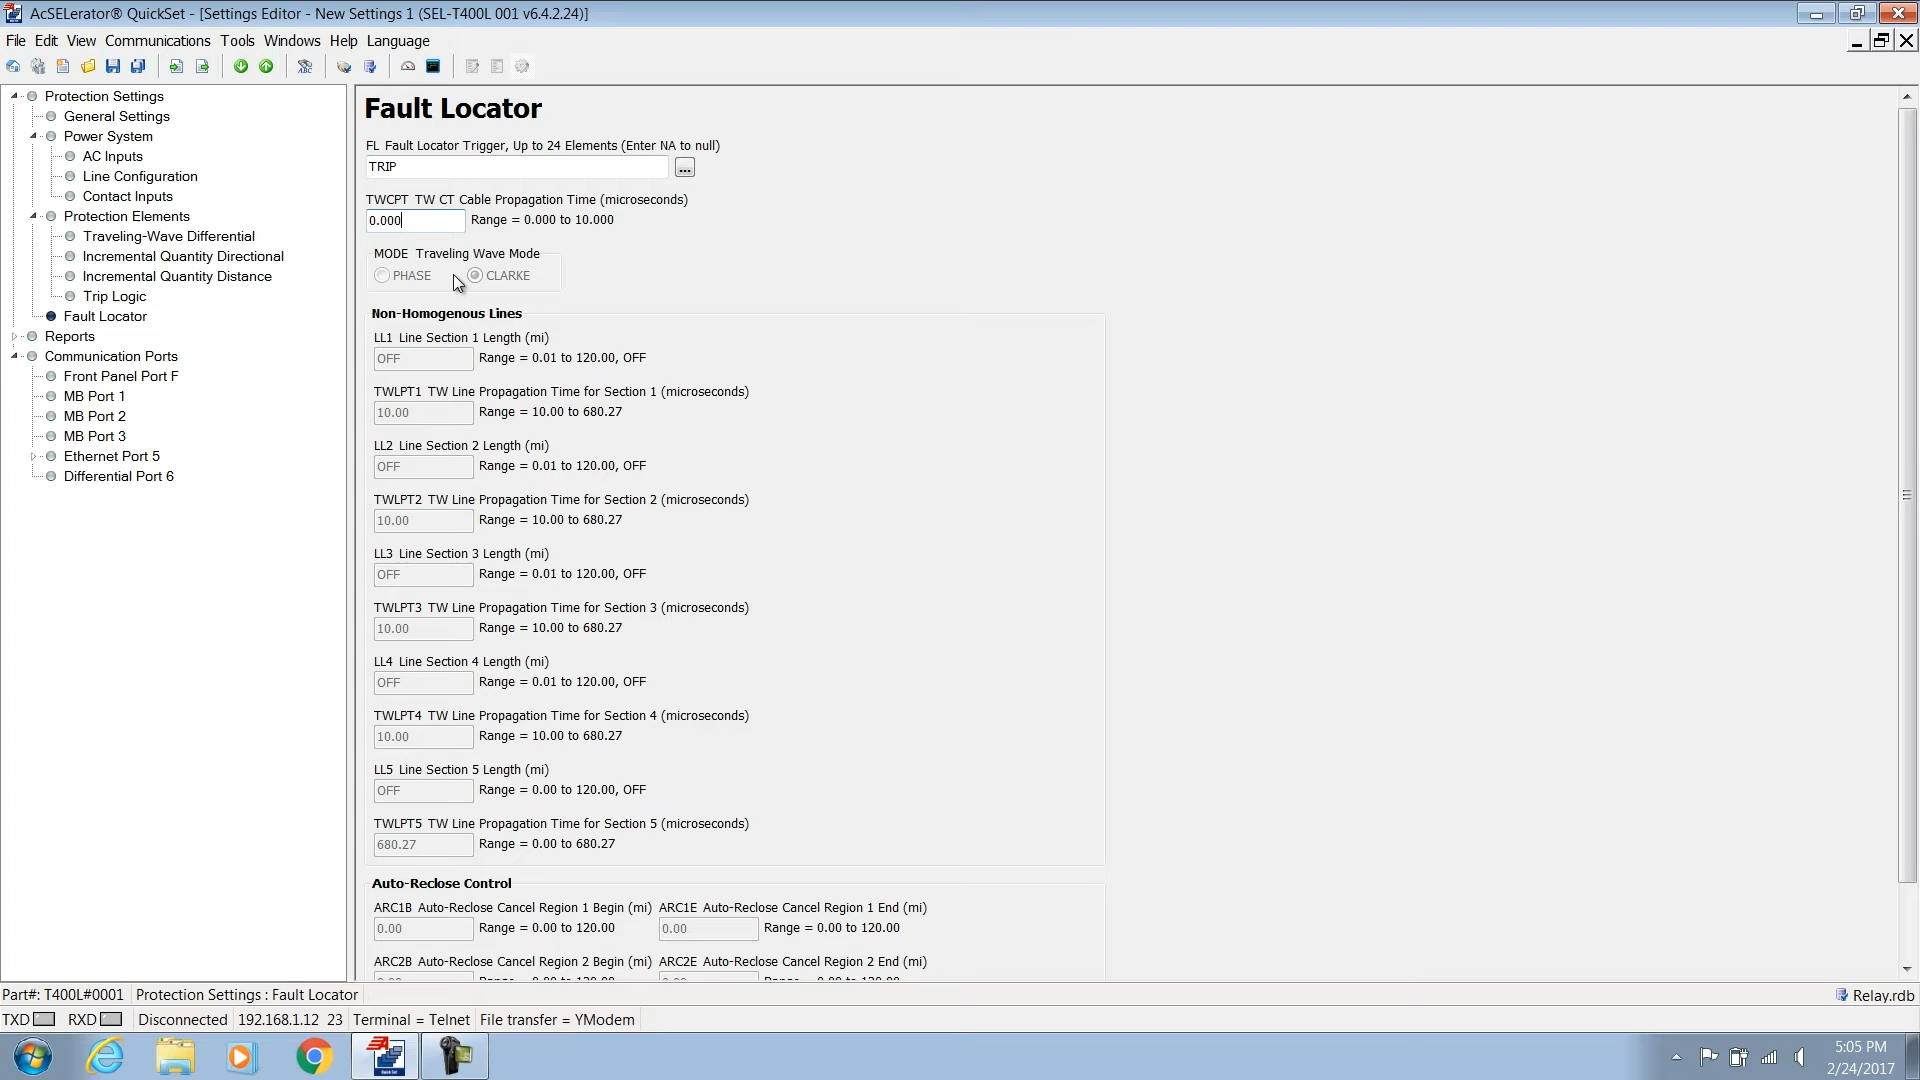 AcSELerator® QuickSet - [Settings Editor - New Settings 1 (SEL-T400L 001 v6.4.2.24)]
File Edit View Communications Tools Windows Help Language
Protection Settings
General Settings
Power System
AC Inputs
Line Configuration
Contact Inputs
Protection Elements
Traveling-Wave Differential
Incremental Quantity Directional
Incremental Quantity Distance
Trip Logic
Fault Locator
Reports
Communication Ports
Front Panel Port F
MB Port 1
MB Port 2
MB Port 3
Ethernet Port 5
Differential Port 6
Fault Locator
FL Fault Locator Trigger, Up to 24 Elements (Enter NA to null)
TRIP ...
TWCPT TW CT Cable Propagation Time (microseconds)
0.000 Range = 0.000 to 10.000
MODE Traveling Wave Mode
PHASE CLARKE
Non-Homogenous Lines
LL1 Line Section 1 Length (mi)
OFF Range = 0.01 to 120.00, OFF
TWLPT1 TW Line Propagation Time for Section 1 (microseconds)
10.00 Range = 10.00 to 680.27
LL2 Line Section 2 Length (mi)
OFF Range = 0.01 to 120.00, OFF
TWLPT2 TW Line Propagation Time for Section 2 (microseconds)
10.00 Range = 10.00 to 680.27
LL3 Line Section 3 Length (mi)
OFF Range = 0.01 to 120.00, OFF
TWLPT3 TW Line Propagation Time for Section 3 (microseconds)
10.00 Range = 10.00 to 680.27
LL4 Line Section 4 Length (mi)
OFF Range = 0.01 to 120.00, OFF
TWLPT4 TW Line Propagation Time for Section 4 (microseconds)
10.00 Range = 10.00 to 680.27
LL5 Line Section 5 Length (mi)
OFF Range = 0.00 to 120.00, OFF
TWLPT5 TW Line Propagation Time for Section 5 (microseconds)
680.27 Range = 0.00 to 680.27
Auto-Reclose Control
ARC1B Auto-Reclose Cancel Region 1 Begin (mi) ARC1E Auto-Reclose Cancel Region 1 End (mi)
0.00 Range = 0.00 to 120.00 0.00 Range = 0.00 to 120.00
ARC2B Auto-Reclose Cancel Region 2 Begin (mi) ARC2E Auto-Reclose Cancel Region 2 End (mi)
Part#: T400L#0001 Protection Settings : Fault Locator Relay.rdb
TXD RXD Disconnected 192.168.1.12 23 Terminal = Telnet File transfer = YModem
5:05 PM
2/24/2017